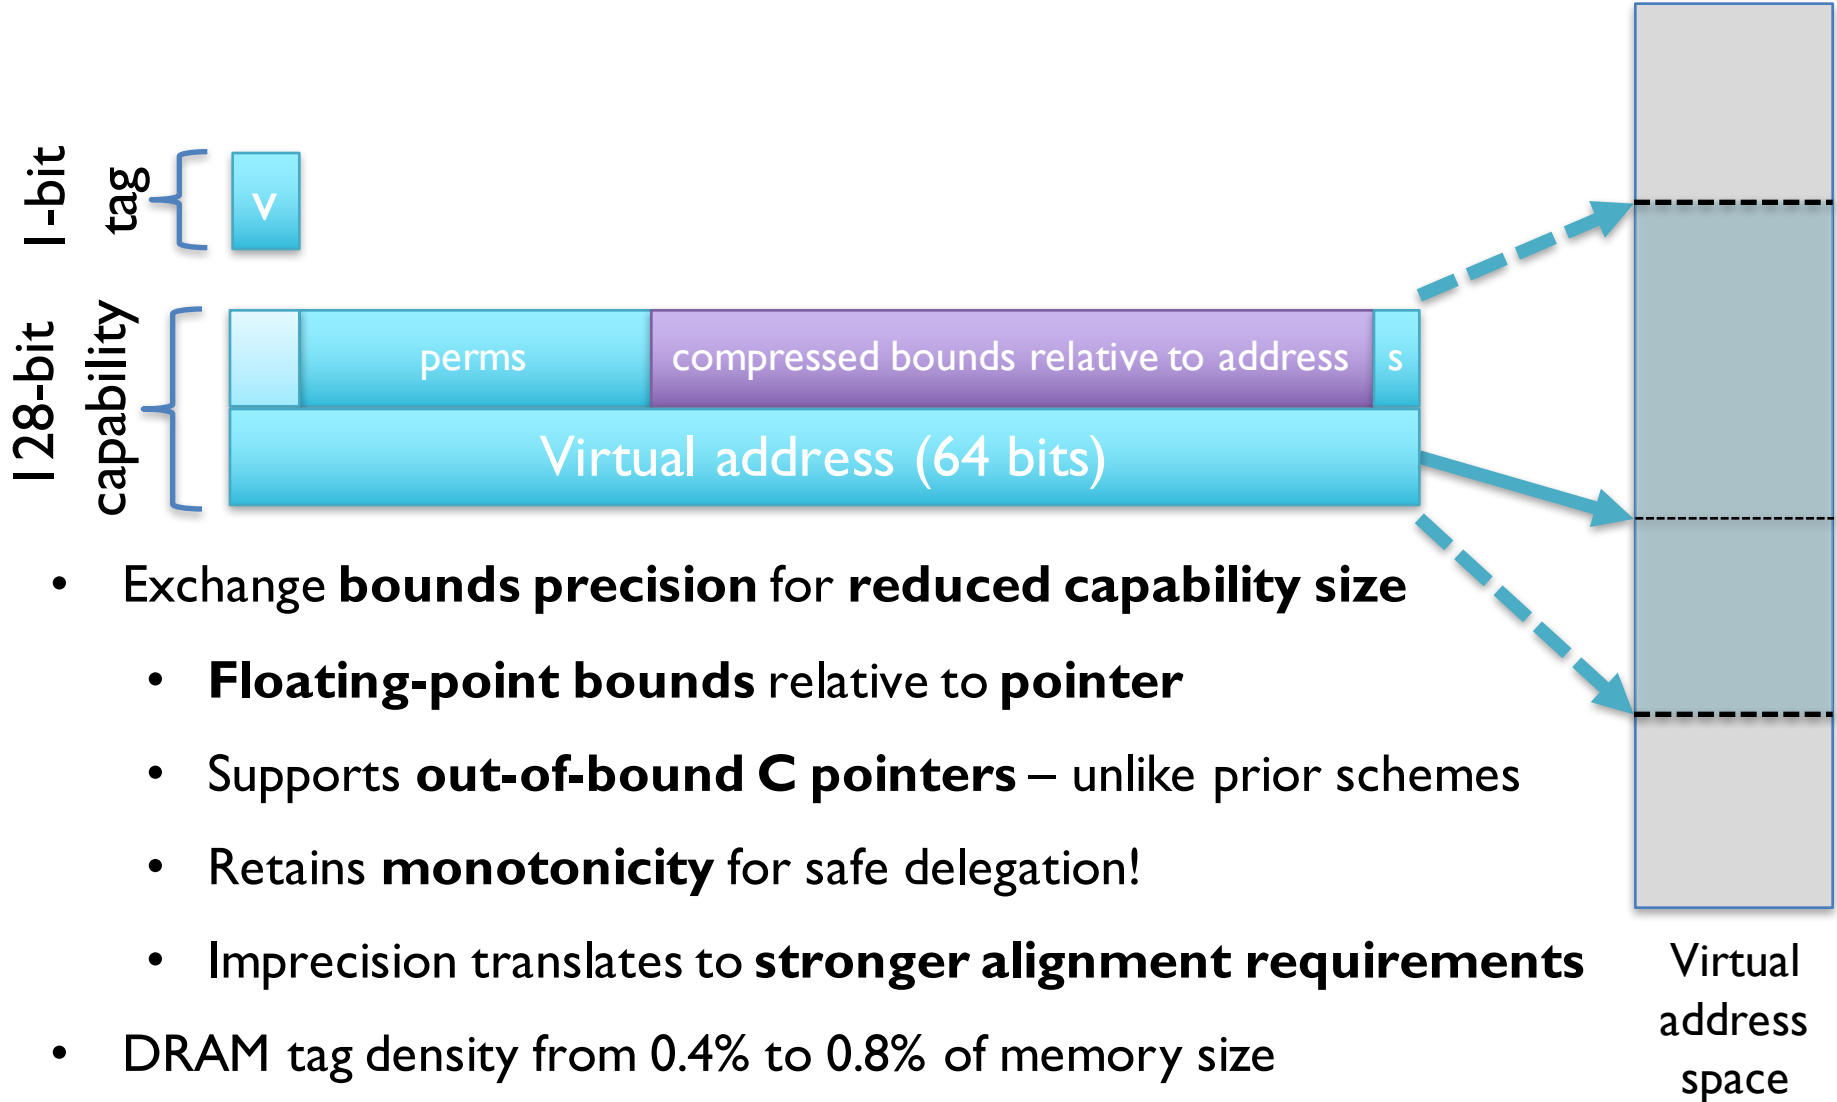 1-bit
tag
v
128-bit
capability
perms
compressed bounds relative to address
s
Virtual address (64 bits)
• Exchange bounds precision for reduced capability size
• Floating-point bounds relative to pointer
• Supports out-of-bound C pointers – unlike prior schemes
• Retains monotonicity for safe delegation!
• Imprecision translates to stronger alignment requirements
• DRAM tag density from 0.4% to 0.8% of memory size
Virtual
address
space